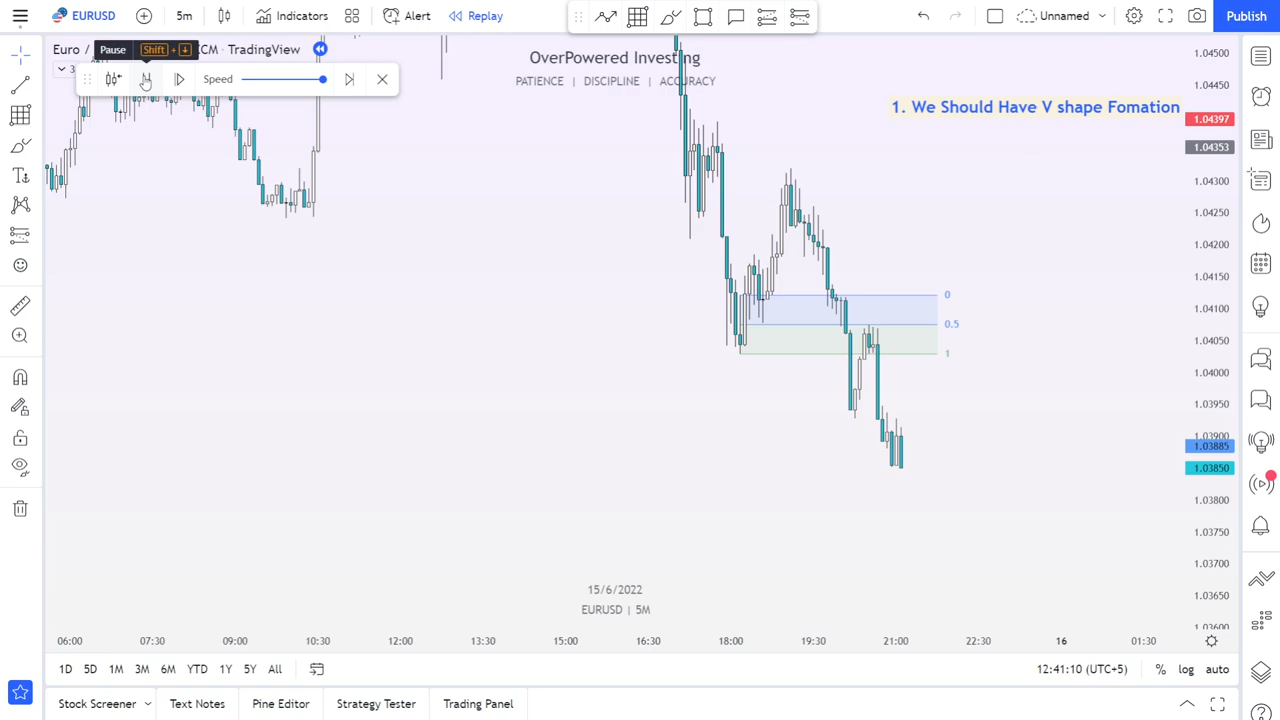 EURUSD
5m
Indicators
Alert
Replay
Unnamed
Publish
Euro /
Pause
Shift +
CM · TradingView
3
Speed
OverPowered Investing
PATIENCE | DISCIPLINE | ACCURACY
1. We Should Have V shape Fomation
1.04500
1.04450
1.04397
1.04353
1.04300
1.04250
1.04200
1.04150
1.04100
1.04050
1.04000
1.03950
1.03900
1.03885
1.03850
1.03800
1.03750
1.03700
1.03650
1.03600
0
0.5
1
15/6/2022
EURUSD | 5M
06:00
07:30
09:00
10:30
12:00
13:30
15:00
16:30
18:00
19:30
21:00
22:30
16
01:30
1D
5D
1M
3M
6M
YTD
1Y
5Y
All
12:41:10 (UTC+5)
%
log
auto
Stock Screener
Text Notes
Pine Editor
Strategy Tester
Trading Panel